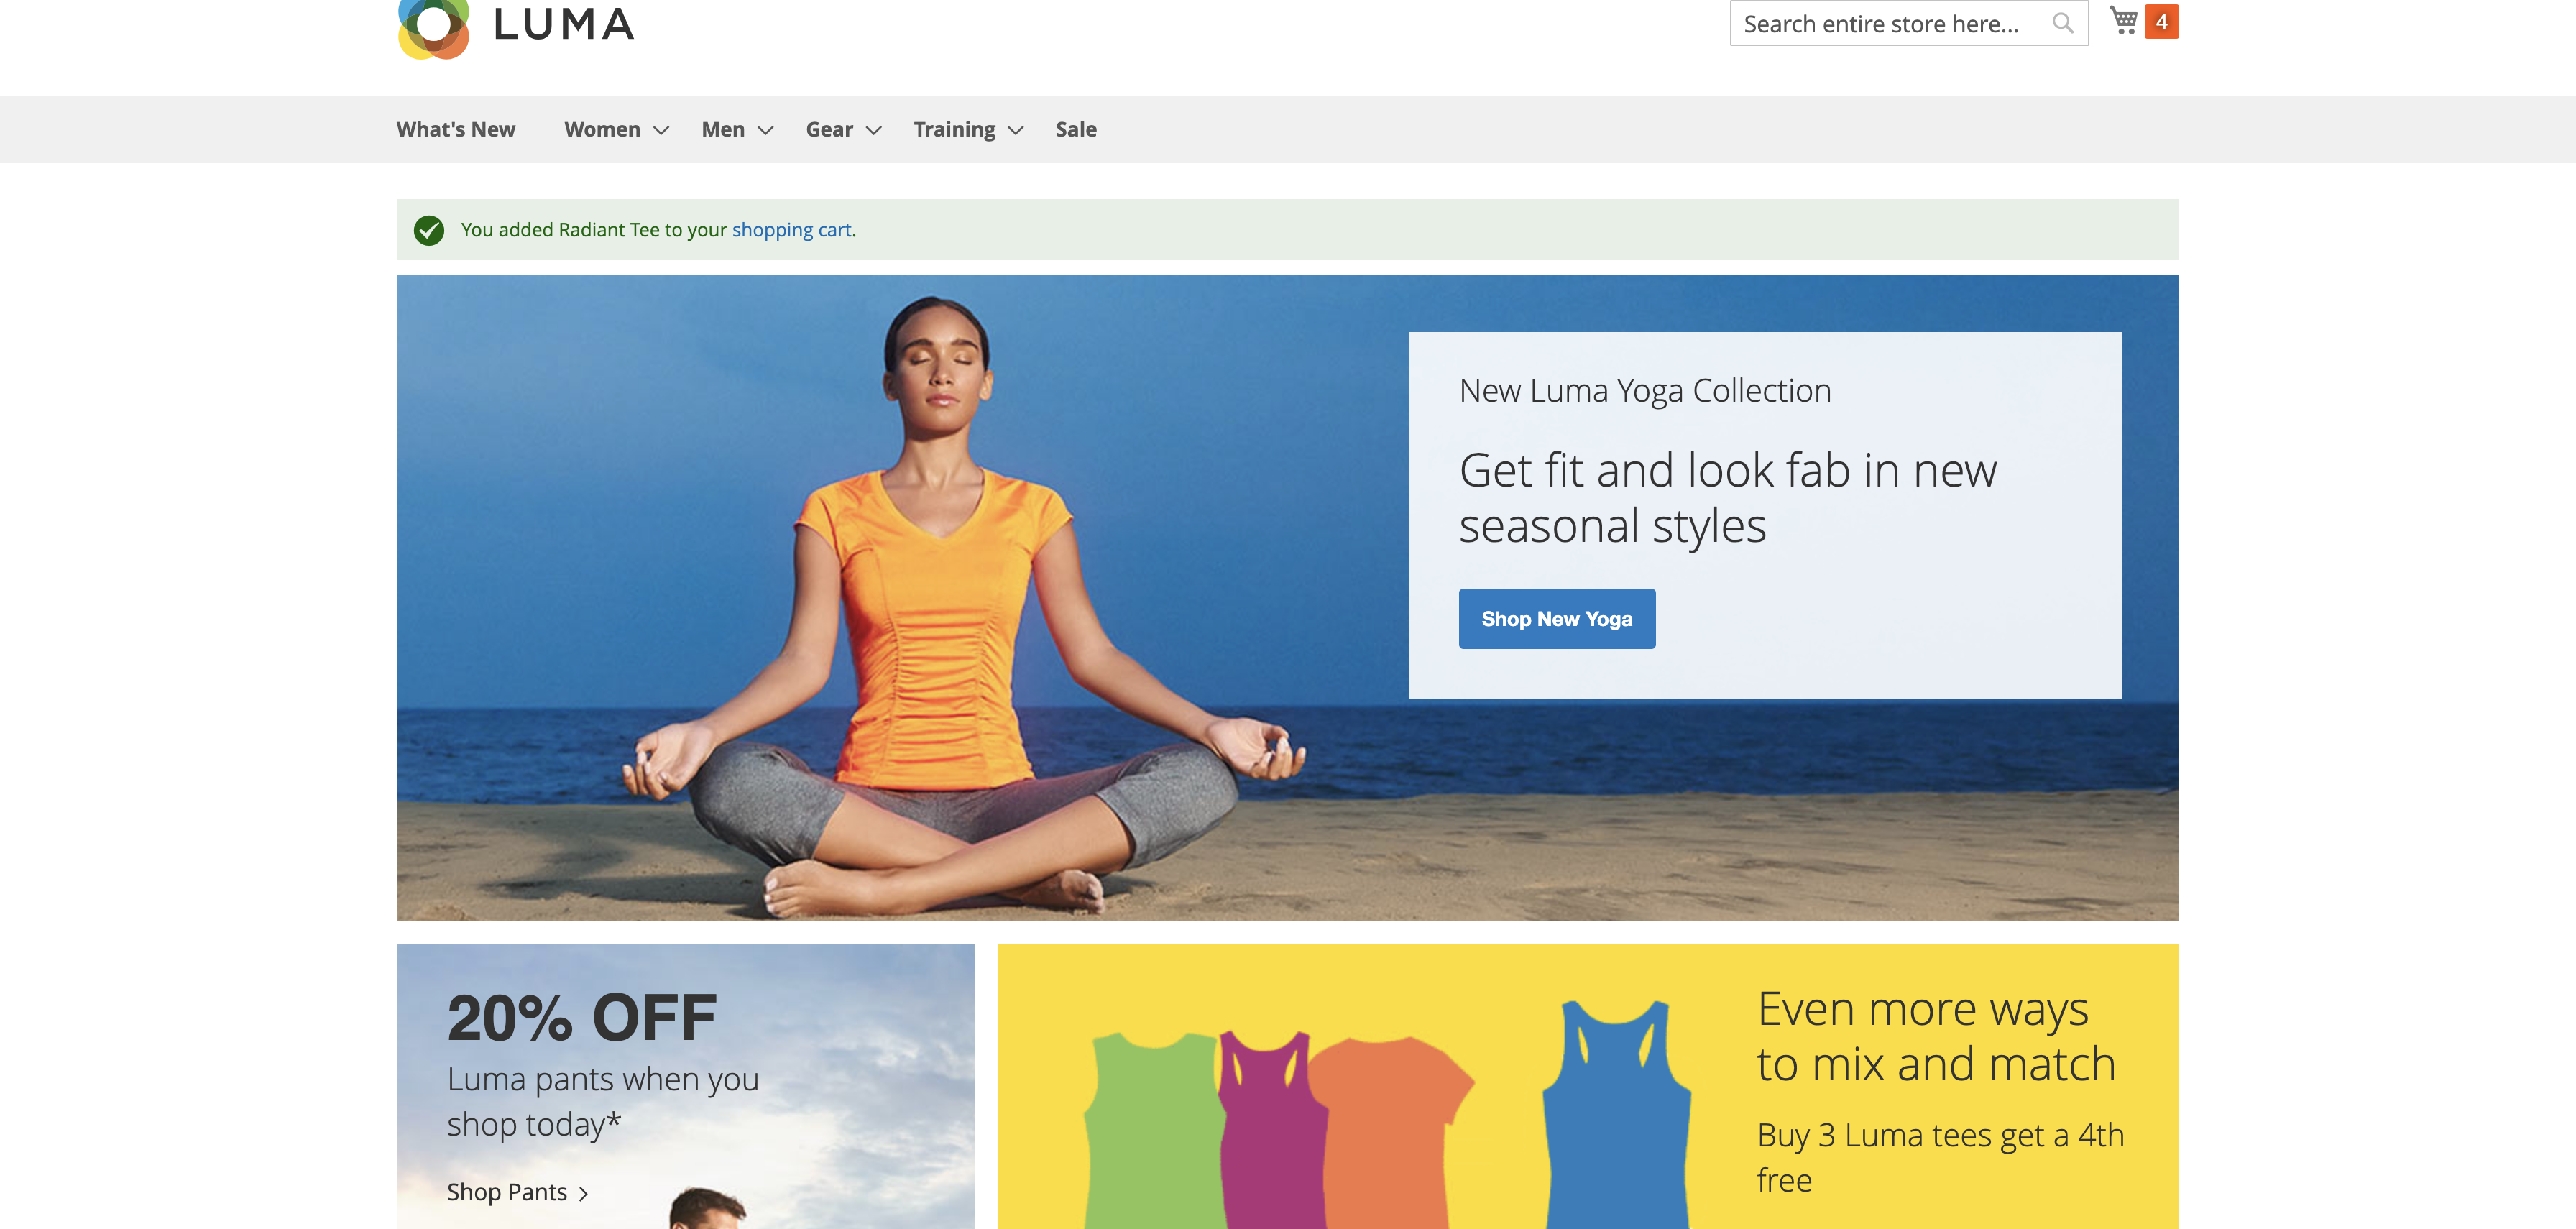 LUMA
Search entire store here...
4
What's New Women Men Gear Training Sale
You added Radiant Tee to your shopping cart.
New Luma Yoga Collection
Get fit and look fab in new
seasonal styles
Shop New Yoga
20% OFF
Luma pants when you
shop today*
Shop Pants >
Even more ways
to mix and match
Buy 3 Luma tees get a 4th
free